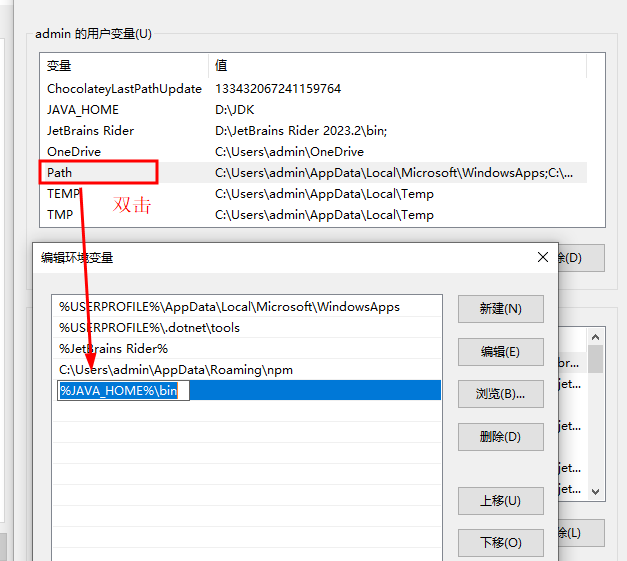 admin 的用户变量(U)
变量 值
ChocolateyLastPathUpdate 133432067241159764
JAVA_HOME D:\JDK
JetBrains Rider D:\JetBrains Rider 2023.2\bin;
OneDrive C:\Users\admin\OneDrive
Path C:\Users\admin\AppData\Local\Microsoft\WindowsApps;C:\...
TEMP C:\Users\admin\AppData\Local\Temp
TMP C:\Users\admin\AppData\Local\Temp
双击
除(D)
编辑环境变量
%USERPROFILE%\AppData\Local\Microsoft\WindowsApps
%USERPROFILE%\.dotnet\tools
%JetBrains Rider%
C:\Users\admin\AppData\Roaming\npm
%JAVA_HOME%\bin
新建(N)
编辑(E)
浏览(B)...
删除(D)
上移(U)
下移(O)
br...
jet...
jet...
jet...
jet...
除(L)